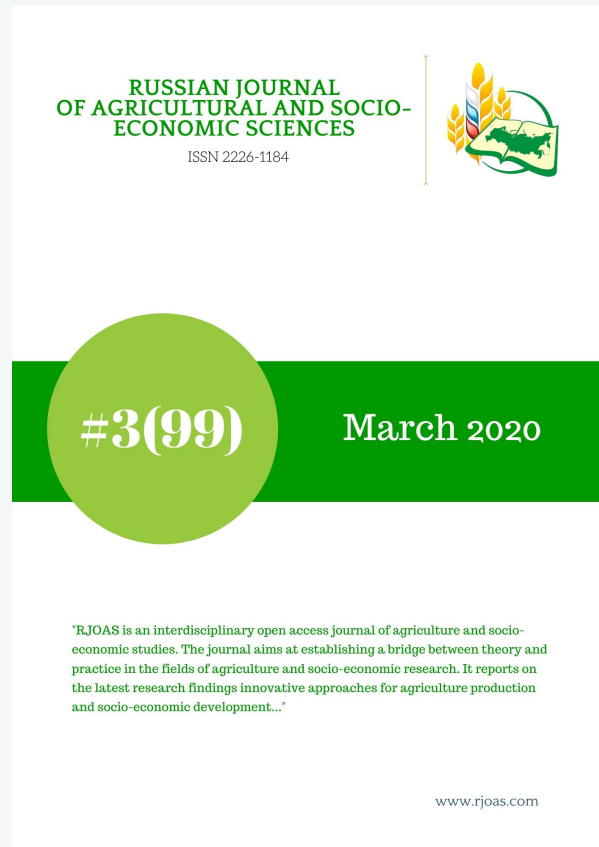 RUSSIAN JOURNAL
OF AGRICULTURAL AND SOCIO-
ECONOMIC SCIENCES
ISSN 2226-1184
#3(99)
March 2020
"RJOAS is an interdisciplinary open access journal of agriculture and socio-
economic studies. The journal aims at establishing a bridge between theory and
practice in the fields of agriculture and socio-economic research. It reports on
the latest research findings innovative approaches for agriculture production
and socio-economic development..."
www.rjoas.com